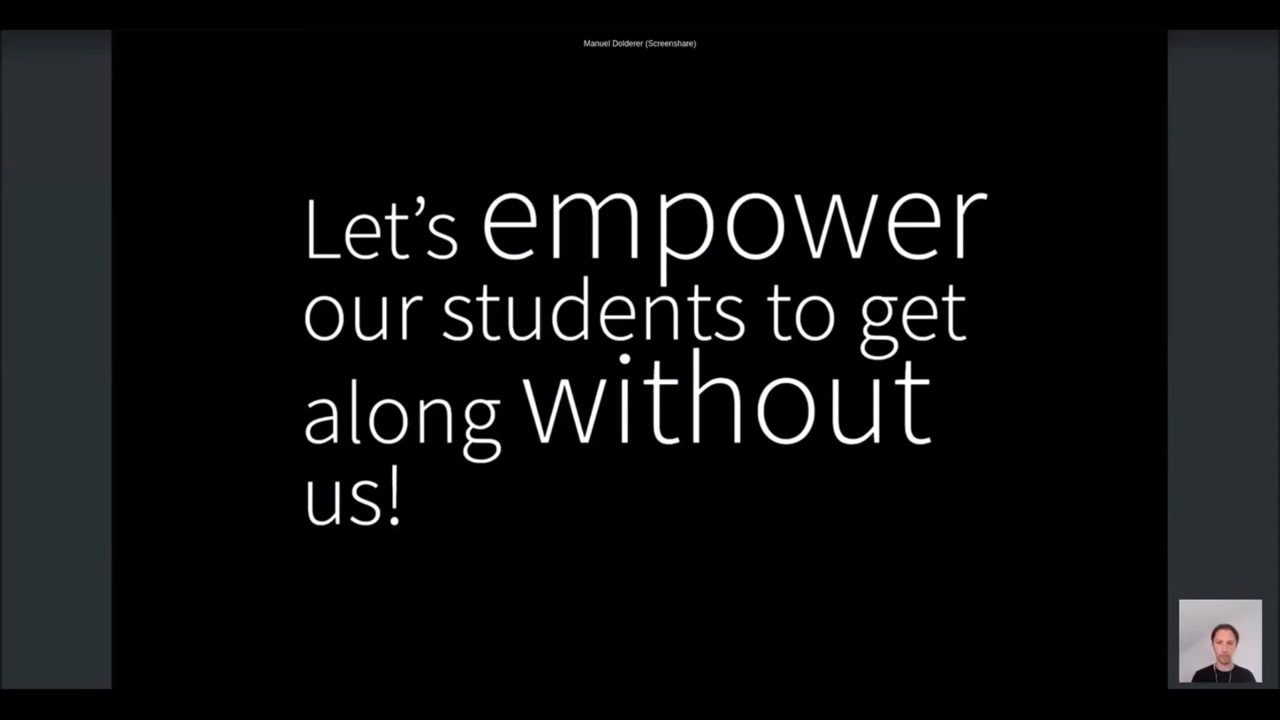 Manuel Dolderer (Screenshare)
Let’s empower
our students to get
along without
us!